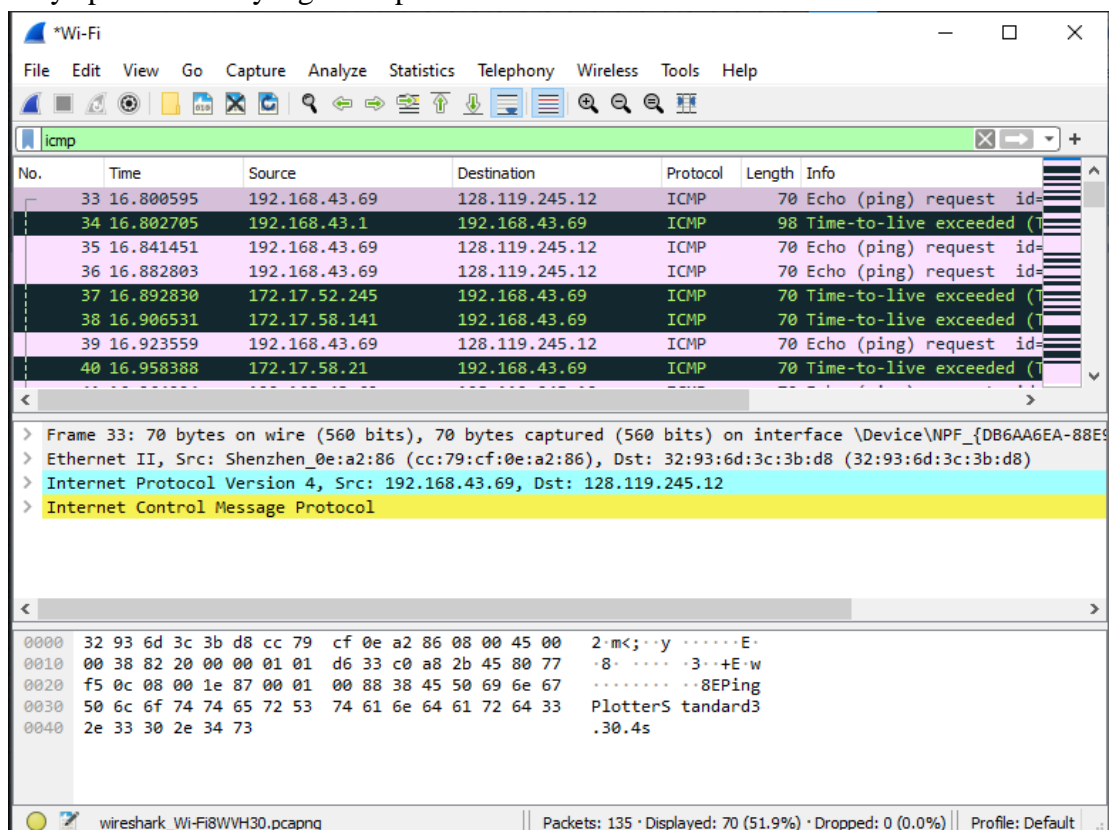 *Wi-Fi
File Edit View Go Capture Analyze Statistics Telephony Wireless Tools Help
icmp
No. Time Source Destination Protocol Length Info
33 16.800595 192.168.43.69 128.119.245.12 ICMP 70 Echo (ping) request id=
34 16.802705 192.168.43.1 192.168.43.69 ICMP 98 Time-to-live exceeded (T
35 16.841451 192.168.43.69 128.119.245.12 ICMP 70 Echo (ping) request id=
36 16.882803 192.168.43.69 128.119.245.12 ICMP 70 Echo (ping) request id=
37 16.892830 172.17.52.245 192.168.43.69 ICMP 70 Time-to-live exceeded (T
38 16.906531 172.17.58.141 192.168.43.69 ICMP 70 Time-to-live exceeded (T
39 16.923559 192.168.43.69 128.119.245.12 ICMP 70 Echo (ping) request id=
40 16.958388 172.17.58.21 192.168.43.69 ICMP 70 Time-to-live exceeded (T
> Frame 33: 70 bytes on wire (560 bits), 70 bytes captured (560 bits) on interface \Device\NPF_{DB6AA6EA-88E9
> Ethernet II, Src: Shenzhen_0e:a2:86 (cc:79:cf:0e:a2:86), Dst: 32:93:6d:3c:3b:d8 (32:93:6d:3c:3b:d8)
> Internet Protocol Version 4, Src: 192.168.43.69, Dst: 128.119.245.12
> Internet Control Message Protocol
0000 32 93 6d 3c 3b d8 cc 79 cf 0e a2 86 08 00 45 00 2·m<;··y ······E·
0010 00 38 82 20 00 00 01 01 d6 33 c0 a8 2b 45 80 77 ·8· ···· ·3··+E·w
0020 f5 0c 08 00 1e 87 00 01 00 88 38 45 50 69 6e 67 ········ ··8EPing
0030 50 6c 6f 74 74 65 72 53 74 61 6e 64 61 72 64 33 PlotterS tandard3
0040 2e 33 30 2e 34 73 .30.4s
wireshark_Wi-Fi8WVH30.pcapng Packets: 135 · Displayed: 70 (51.9%) · Dropped: 0 (0.0%) Profile: Default